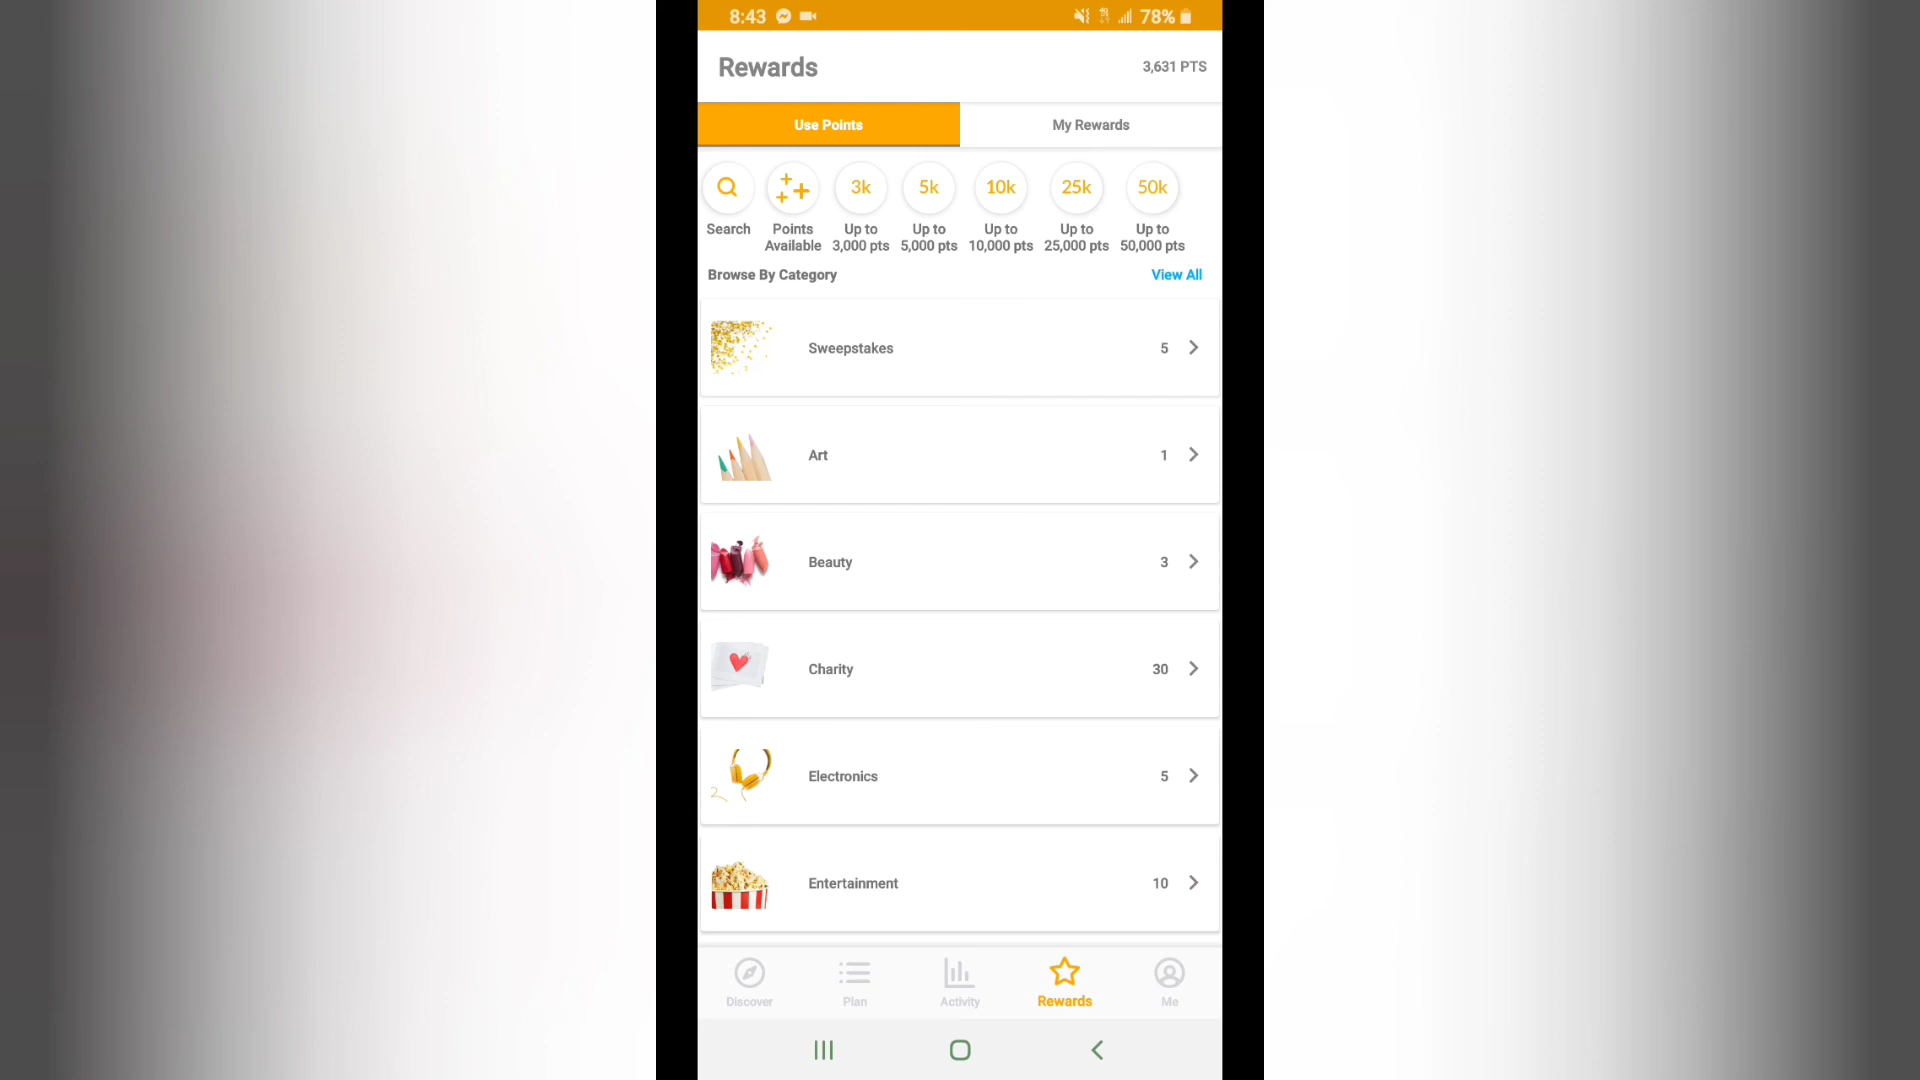 8:43 78%
Rewards 3,631 PTS
Use Points My Rewards
3k 5k 10k 25k 50k
Search Points Up to Up to Up to Up to Up to
Available 3,000 pts 5,000 pts 10,000 pts 25,000 pts 50,000 pts
Browse By Category View All
Sweepstakes 5
Art 1
Beauty 3
Charity 30
Electronics 5
Entertainment 10
Discover Plan Activity Rewards Me